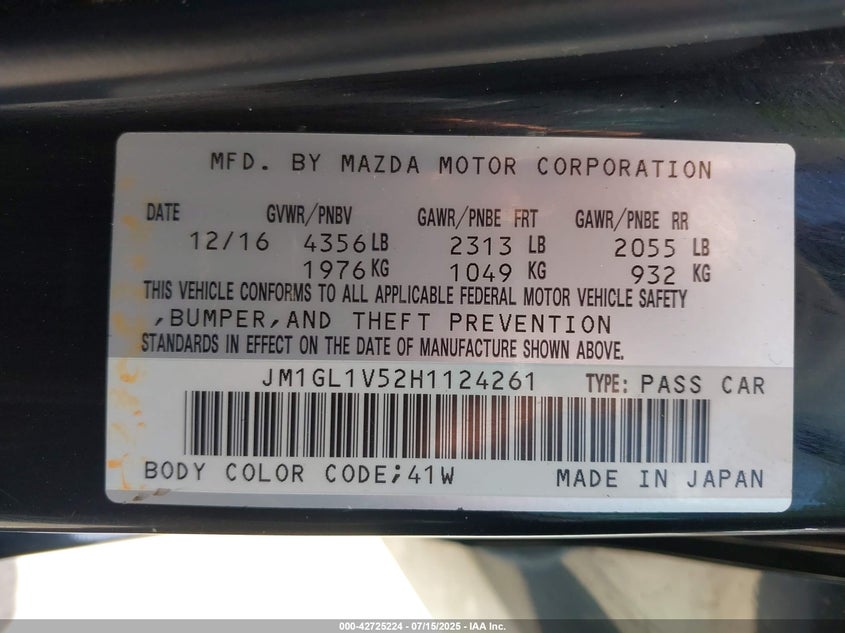 MFD. BY MAZDA MOTOR CORPORATION
DATE GVWR/PNBV GAWR/PNBE FRT GAWR/PNBE RR
12/16 4356 LB 2313 LB 2055 LB
1976 KG 1049 KG 932 KG
THIS VEHICLE CONFORMS TO ALL APPLICABLE FEDERAL MOTOR VEHICLE SAFETY
,BUMPER,AND THEFT PREVENTION
STANDARDS IN EFFECT ON THE DATE OF MANUFACTURE SHOWN ABOVE.
JM1GL1V52H1124261 TYPE: PASS CAR
BODY COLOR CODE;41W MADE IN JAPAN
000-42725224 - 07/15/2025 - IAA Inc.